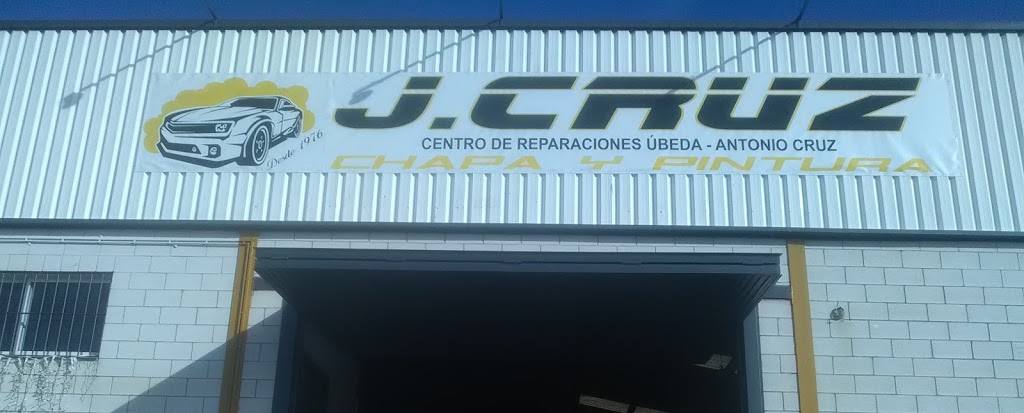 J.CRUZ
CENTRO DE REPARACIONES ÚBEDA - ANTONIO CRUZ
CHAPA Y PINTURA
Desde 1976